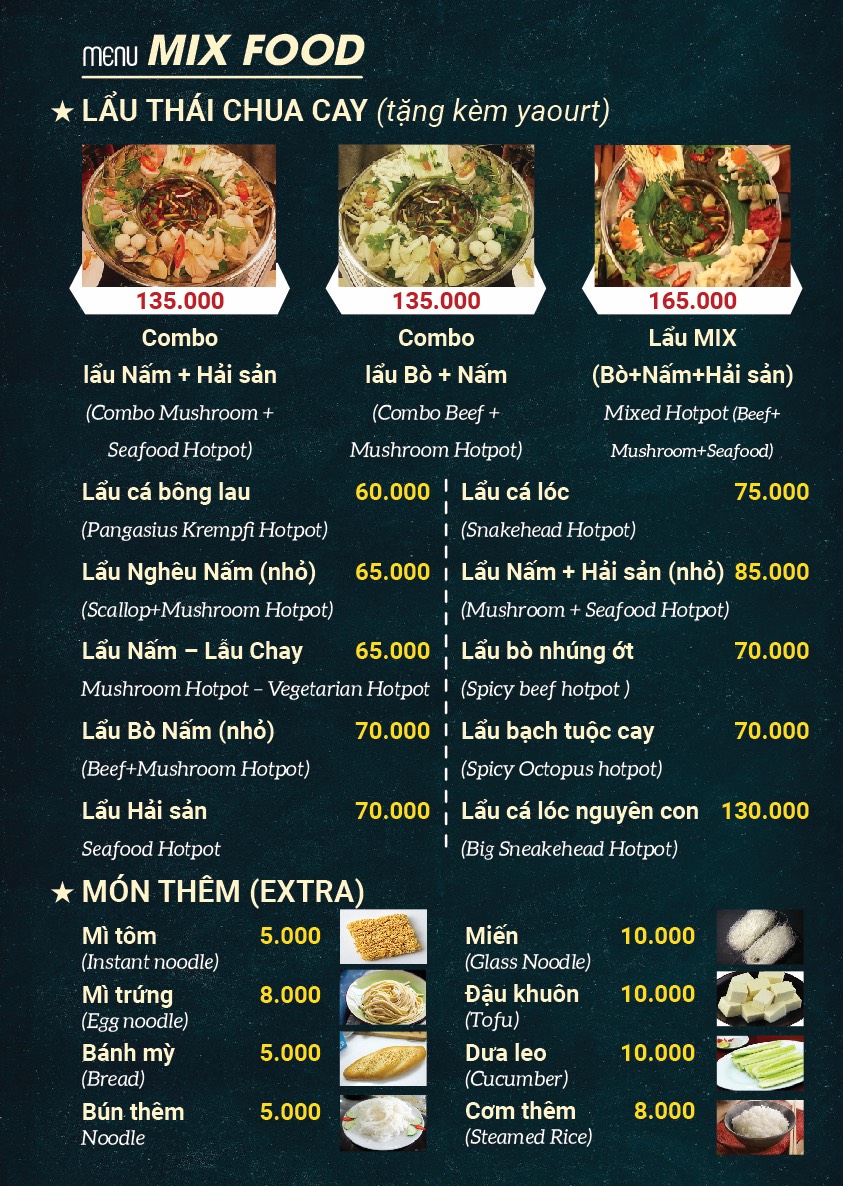 menu MIX FOOD
★ LẨU THÁI CHUA CAY (tặng kèm yaourt)
135.000
Combo
lẩu Nấm + Hải sản
(Combo Mushroom +
Seafood Hotpot)
135.000
Combo
lẩu Bò + Nấm
(Combo Beef +
Mushroom Hotpot)
165.000
Lẩu MIX
(Bò+Nấm+Hải sản)
Mixed Hotpot (Beef+
Mushroom+Seafood)
Lẩu cá bông lau 60.000
(Pangasius Krempfi Hotpot)
Lẩu Nghêu Nấm (nhỏ) 65.000
(Scallop+Mushroom Hotpot)
Lẩu Nấm – Lẫu Chay 65.000
Mushroom Hotpot – Vegetarian Hotpot
Lẩu Bò Nấm (nhỏ) 70.000
(Beef+Mushroom Hotpot)
Lẩu Hải sản 70.000
Seafood Hotpot
Lẩu cá lóc 75.000
(Snakehead Hotpot)
Lẩu Nấm + Hải sản (nhỏ) 85.000
(Mushroom + Seafood Hotpot)
Lẩu bò nhúng ớt 70.000
(Spicy beef hotpot )
Lẩu bạch tuộc cay 70.000
(Spicy Octopus hotpot)
Lẩu cá lóc nguyên con 130.000
(Big Sneakehead Hotpot)
★ MÓN THÊM (EXTRA)
Mì tôm 5.000
(Instant noodle)
Mì trứng 8.000
(Egg noodle)
Bánh mỳ 5.000
(Bread)
Bún thêm 5.000
Noodle
Miến 10.000
(Glass Noodle)
Đậu khuôn 10.000
(Tofu)
Dưa leo 10.000
(Cucumber)
Cơm thêm 8.000
(Steamed Rice)